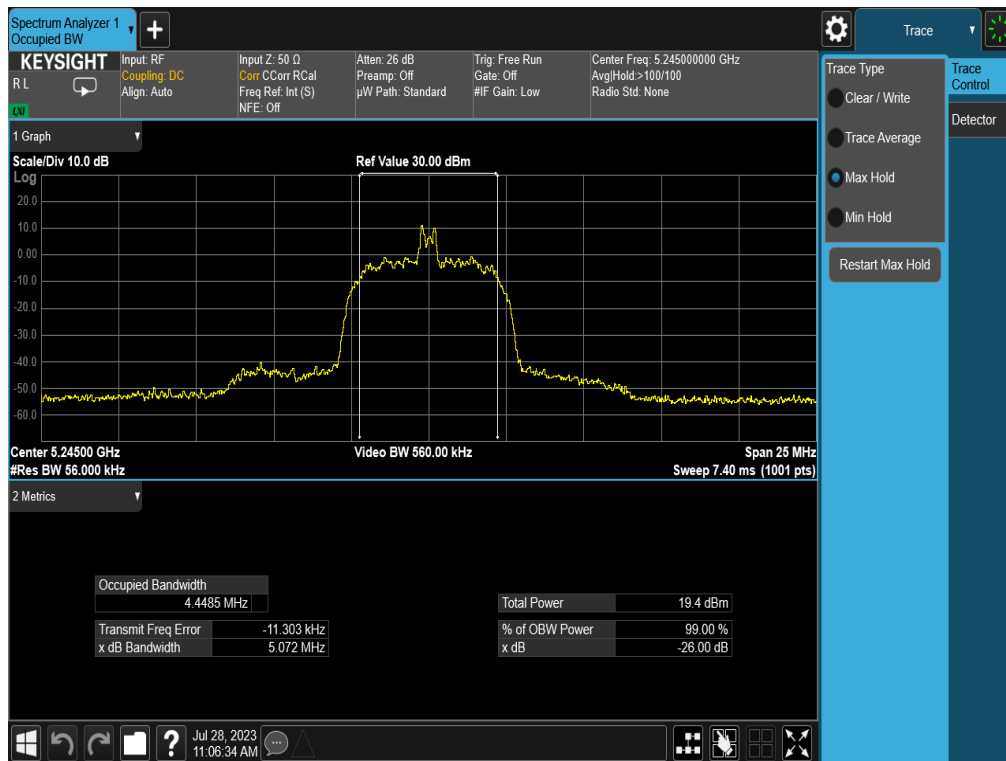 Spectrum Analyzer 1
Occupied BW
Trace
KEYSIGHT
R L
LXI
Input: RF
Coupling: DC
Align: Auto
Input Z: 50 Ω
Corr CCorr RCal
Freq Ref: Int (S)
NFE: Off
Atten: 26 dB
Preamp: Off
µW Path: Standard
Trig: Free Run
Gate: Off
#IF Gain: Low
Center Freq: 5.245000000 GHz
Avg|Hold:>100/100
Radio Std: None
Trace Type
Clear / Write
Trace Average
Max Hold
Min Hold
Restart Max Hold
Trace
Control
Detector
1 Graph
Scale/Div 10.0 dB
Ref Value 30.00 dBm
Log
20.0
10.0
0.00
-10.0
-20.0
-30.0
-40.0
-50.0
-60.0
Center 5.24500 GHz
Video BW 560.00 kHz
Span 25 MHz
#Res BW 56.000 kHz
Sweep 7.40 ms (1001 pts)
2 Metrics
Occupied Bandwidth
4.4485 MHz
Total Power 19.4 dBm
Transmit Freq Error -11.303 kHz
% of OBW Power 99.00 %
x dB Bandwidth 5.072 MHz
x dB -26.00 dB
?
Jul 28, 2023
11:06:34 AM